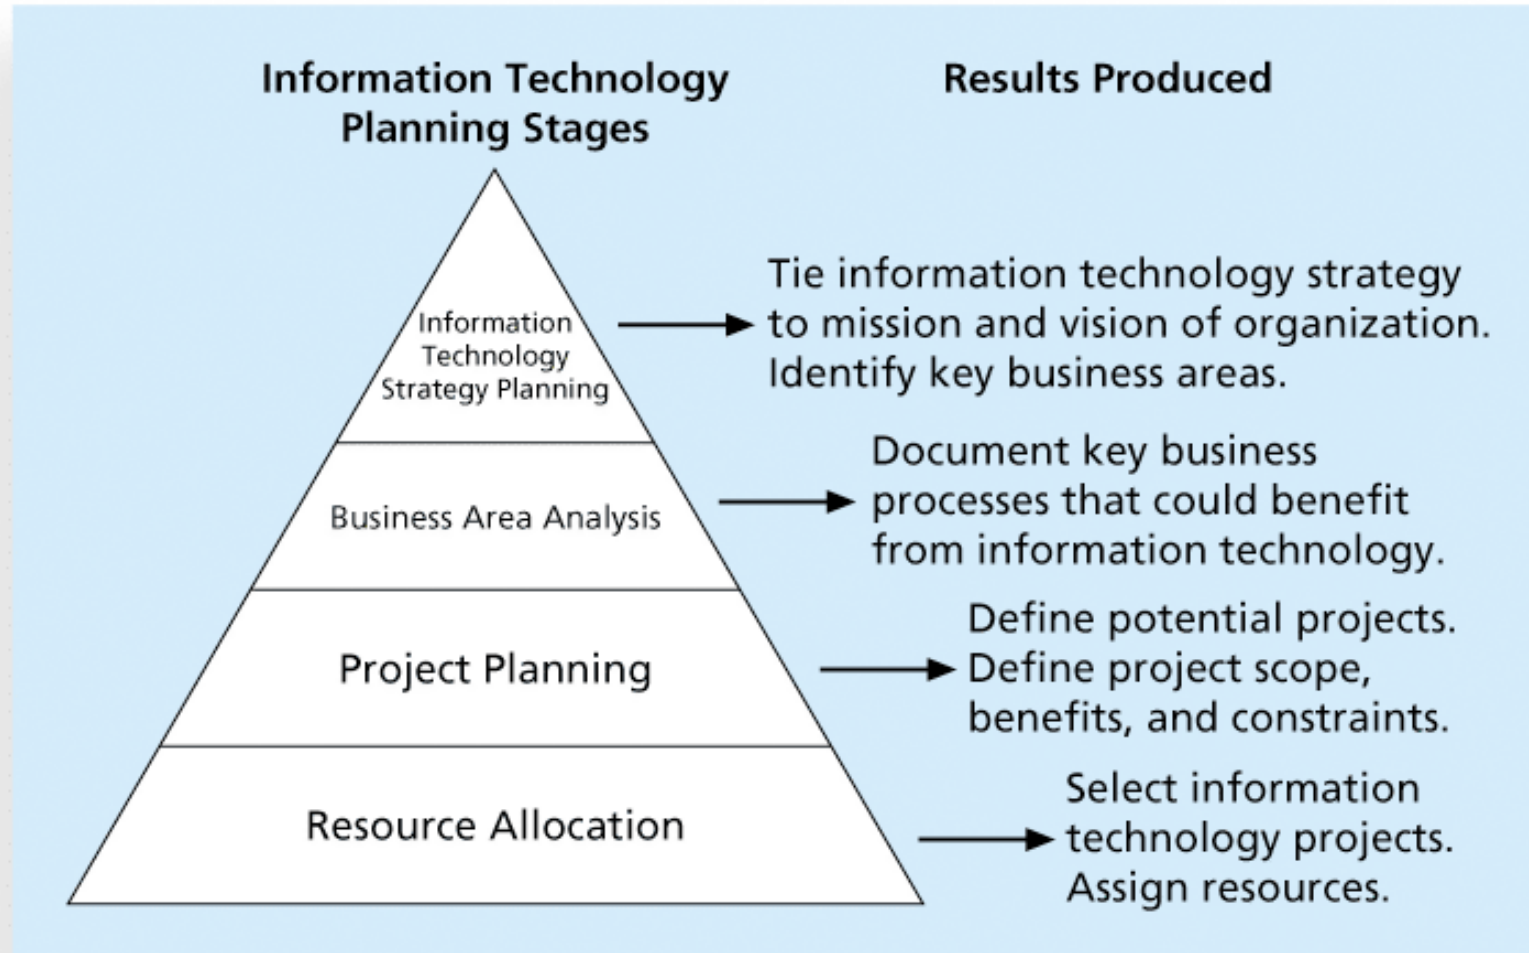 Information Technology
Planning Stages
Results Produced
Information
Technology
Strategy Planning
Tie information technology strategy
to mission and vision of organization.
Identify key business areas.
Business Area Analysis
Document key business
processes that could benefit
from information technology.
Project Planning
Define potential projects.
Define project scope,
benefits, and constraints.
Resource Allocation
Select information
technology projects.
Assign resources.